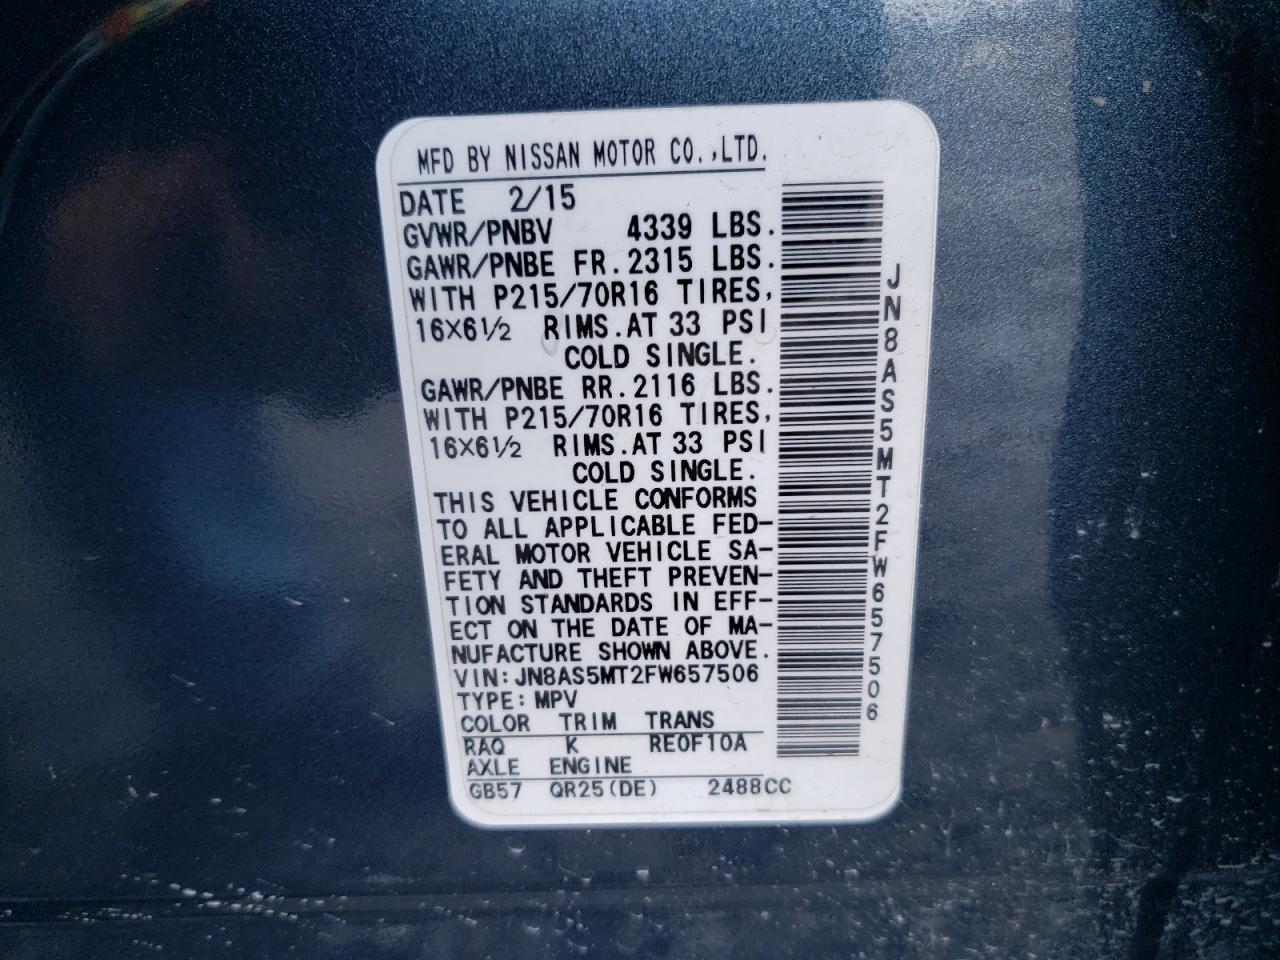 MFD BY NISSAN MOTOR CO.,LTD.
DATE 2/15
GVWR/PNBV 4339 LBS.
GAWR/PNBE FR.2315 LBS.
WITH P215/70R16 TIRES,
16×6½ RIMS.AT 33 PSI
COLD SINGLE.
GAWR/PNBE RR.2116 LBS.
WITH P215/70R16 TIRES,
16×6½ RIMS.AT 33 PSI
COLD SINGLE.
THIS VEHICLE CONFORMS
TO ALL APPLICABLE FED-
ERAL MOTOR VEHICLE SA-
FETY AND THEFT PREVEN-
TION STANDARDS IN EFF-
ECT ON THE DATE OF MA-
NUFACTURE SHOWN ABOVE.
VIN:JN8AS5MT2FW657506
TYPE:MPV
COLOR TRIM TRANS
RAQ K RE0F10A
AXLE ENGINE
GB57 QR25(DE) 2488CC
JN8AS5MT2FW657506